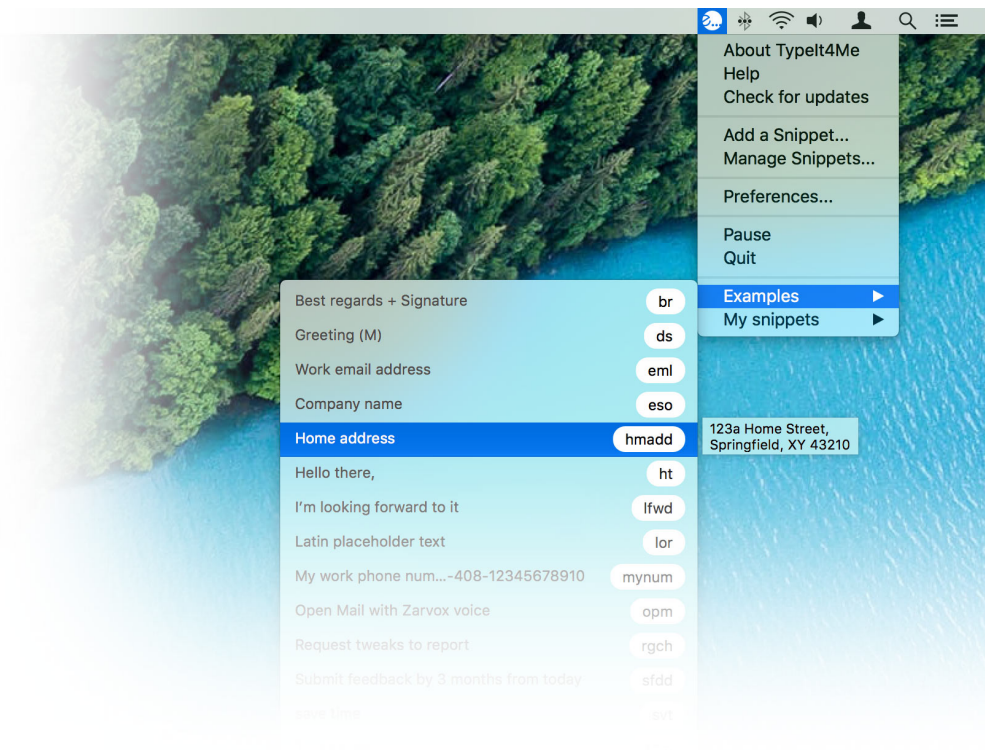 About TypeIt4Me
Help
Check for updates
Add a Snippet...
Manage Snippets...
Preferences...
Pause
Quit
Examples
My snippets
Best regards + Signature br
Greeting (M) ds
Work email address eml
Company name eso
Home address hmadd
123a Home Street,
Springfield, XY 43210
Hello there, ht
I'm looking forward to it lfwd
Latin placeholder text lor
My work phone num...-408-12345678910 mynum
Open Mail with Zarvox voice opm
Request tweaks to report rgch
Submit feedback by 3 months from today sfdd
save time svt